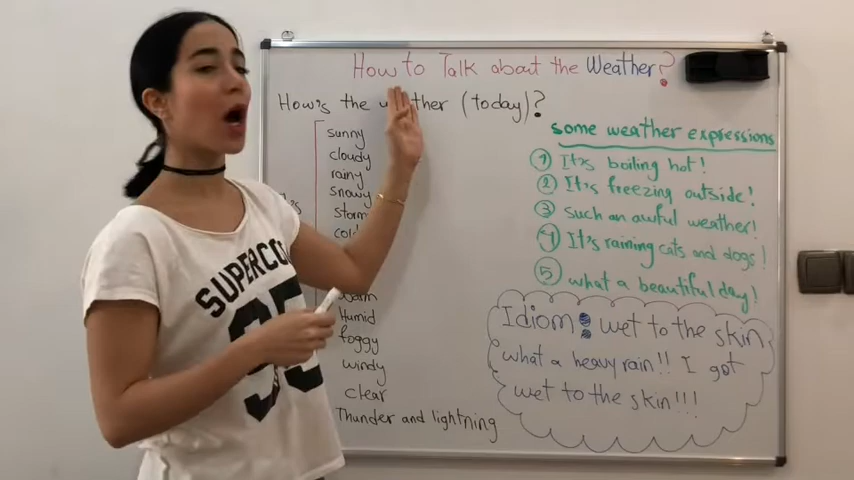 How to Talk about the Weather?
How's the weather (today)?
sunny
cloudy
rainy
snowy
warm
Humid
foggy
windy
clear
Thunder and lightning
some weather expressions
1 It's boiling hot!
2 It's freezing outside!
3 such an awful weather!
4 It's raining cats and dogs!
5 what a beautiful day!
Idiom: wet to the skin
what a heavy rain!! I got
wet to the skin!!!
SUPERCO